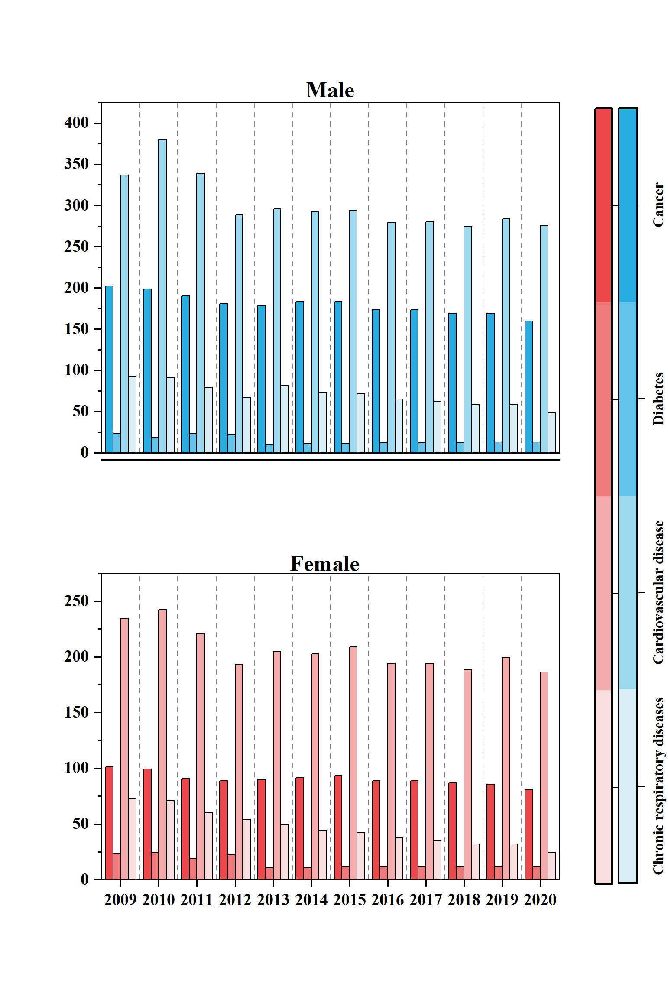 Male
400
350
300
250
200
150
100
50
0
Female
250
200
150
100
50
0
2009 2010 2011 2012 2013 2014 2015 2016 2017 2018 2019 2020
Cancer
Diabetes
Cardiovascular disease
Chronic respiratory diseases